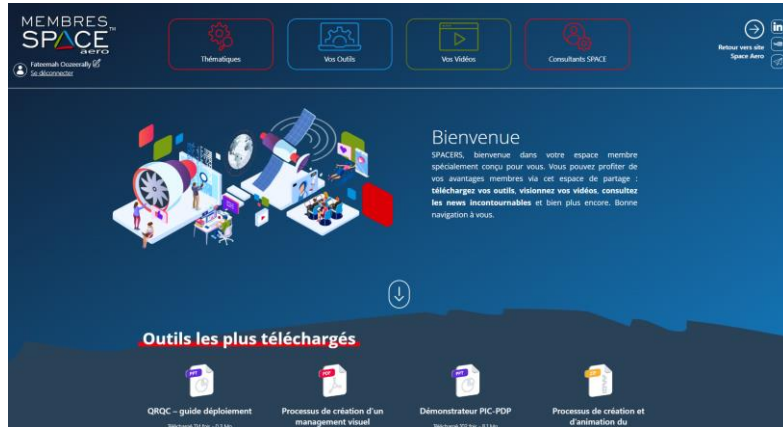 MEMBRES
SPACE™
aero
Fateemah Oozeerally
Se déconnecter
Thématiques
Vos Outils
Vos Vidéos
Consultants SPACE
Retour vers site
Space Aero
in
Bienvenue
SPACERS, bienvenue dans votre espace membre
spécialement conçu pour vous. Vous pouvez profiter de
vos avantages membres via cet espace de partage :
téléchargez vos outils, visionnez vos vidéos, consultez
les news incontournables et bien plus encore. Bonne
navigation à vous.
Outils les plus téléchargés
PPT
PDF
PPT
QRQC – guide déploiement
Processus de création d'un
management visuel
Démonstrateur PIC-PDP
Processus de création et
d'animation du